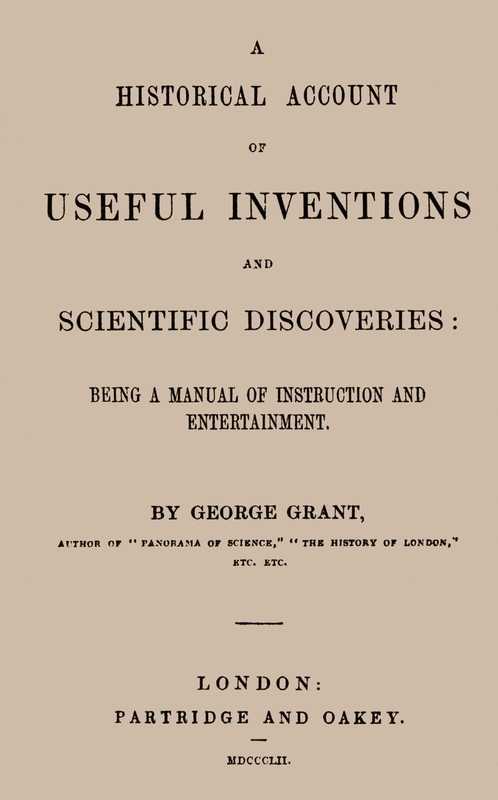 A
HISTORICAL ACCOUNT
OF
USEFUL INVENTIONS
AND
SCIENTIFIC DISCOVERIES:
BEING A MANUAL OF INSTRUCTION AND
ENTERTAINMENT.
BY GEORGE GRANT,
AUTHOR OF "PANORAMA OF SCIENCE," "THE HISTORY OF LONDON,"
ETC. ETC.
LONDON:
PARTRIDGE AND OAKEY.
MDCCCLII.